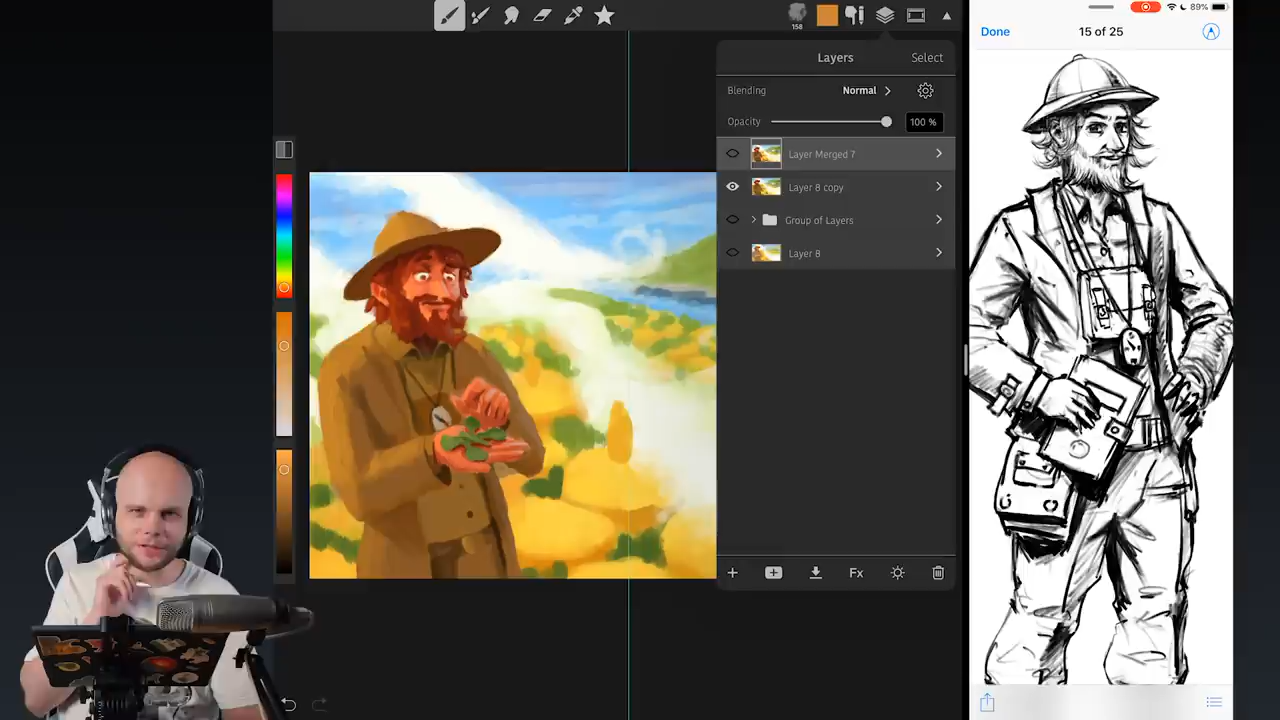 158
Layers
Select
Blending
Normal
Opacity
100 %
Layer Merged 7
Layer 8 copy
Group of Layers
Layer 8
Fx
89%
Done
15 of 25